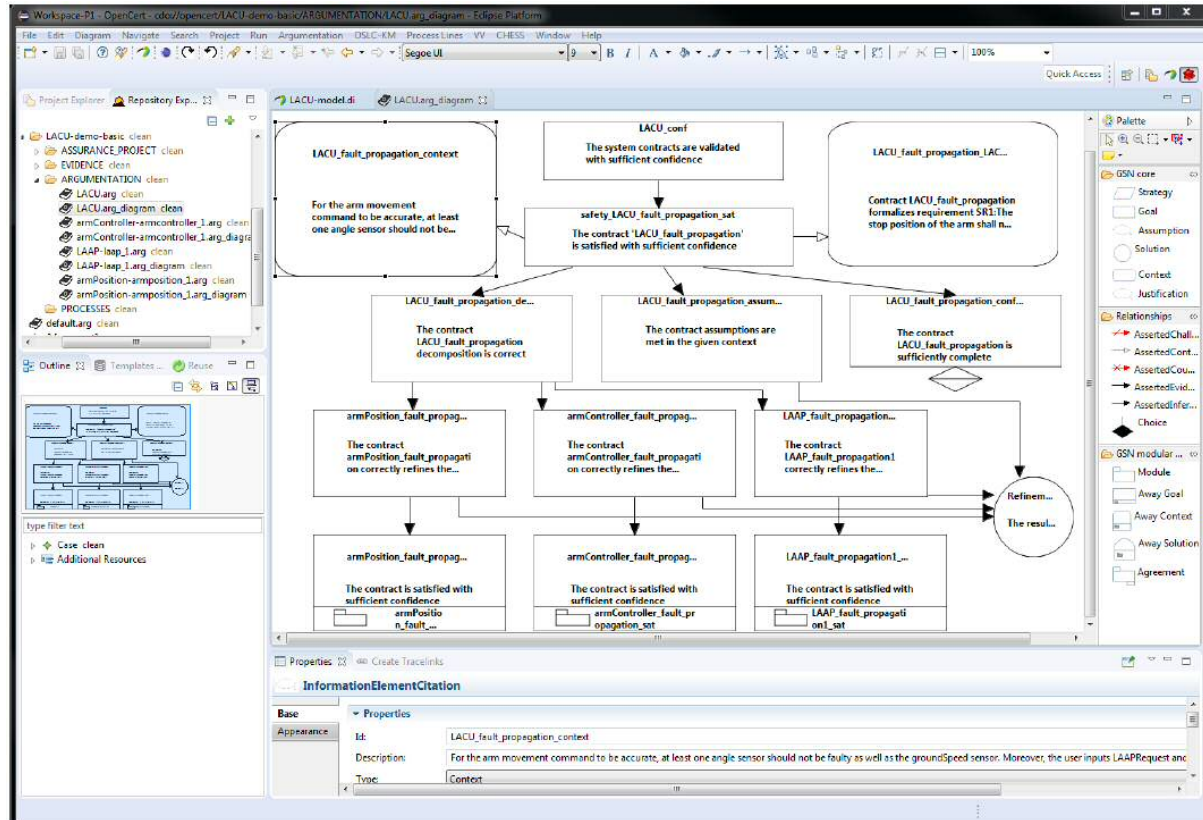 Workspace-P1 - OpenCert - cdo://opencert/LACU-demo-basic/ARGUMENTATION/LACU.arg_diagram - Eclipse Platform
File Edit Diagram Navigate Search Project Run Argumentation OSLC-KM Process Lines VV CHESS Window Help
Segoe UI 9 B I A 100%
Quick Access
Project Explorer Repository Exp...
LACU-demo-basic clean
ASSURANCE_PROJECT clean
EVIDENCE clean
ARGUMENTATION clean
LACU.arg clean
LACU.arg_diagram clean
armController-armcontroller_1.arg clean
armController-armcontroller_1.arg_diagra
LAAP-laap_1.arg clean
LAAP-laap_1.arg_diagram clean
armPosition-armposition_1.arg clean
armPosition-armposition_1.arg_diagram
PROCESSES clean
default.arg clean
Outline Templates ... Reuse
type filter text
Case clean
Additional Resources
LACU-model.di LACU.arg_diagram
LACU_fault_propagation_context
For the arm movement
command to be accurate, at least
one angle sensor should not be...
LACU_conf
The system contracts are validated
with sufficient confidence
LACU_fault_propagation_LAC...
Contract LACU_fault_propagation
formalizes requirement SR1:The
stop position of the arm shall n...
safety_LACU_fault_propagation_sat
The contract 'LACU_fault_propagation'
is satisfied with sufficient confidence
LACU_fault_propagation_de...
The contract
LACU_fault_propagation
decomposition is correct
LACU_fault_propagation_assum...
The contract assumptions are
met in the given context
LACU_fault_propagation_conf...
The contract
LACU_fault_propagation is
sufficiently complete
armPosition_fault_propag...
The contract
armPosition_fault_propagati
on correctly refines the...
armController_fault_propag...
The contract
armController_fault_propagati
on correctly refines the...
LAAP_fault_propagation...
The contract
LAAP_fault_propagation1
correctly refines the...
Refinem...
The resul...
armPosition_fault_propag...
The contract is satisfied with
sufficient confidence
armPositio
n_fault_...
armController_fault_propag...
The contract is satisfied with
sufficient confidence
armController_fault_pr
opagation_sat
LAAP_fault_propagation1_...
The contract is satisfied with
sufficient confidence
LAAP_fault_propagati
on1_sat
Palette
GSN core
Strategy
Goal
Assumption
Solution
Context
Justification
Relationships
AssertedChall...
AssertedCont...
AssertedCou...
AssertedEvid...
AssertedInfer...
Choice
GSN modular ...
Module
Away Goal
Away Context
Away Solution
Agreement
Properties Create Tracelinks
InformationElementCitation
Base
Appearance
Properties
Id: LACU_fault_propagation_context
Description: For the arm movement command to be accurate, at least one angle sensor should not be faulty as well as the groundSpeed sensor. Moreover, the user inputs LAAPRequest and
Type: Context